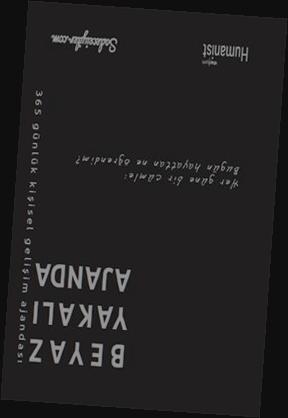 BEYAZ
YAKALI
AJANDA
365 günlük kişisel gelişim ajandası
Her güne bir cümle:
Bugün hayattan ne öğrendim?
Humanist